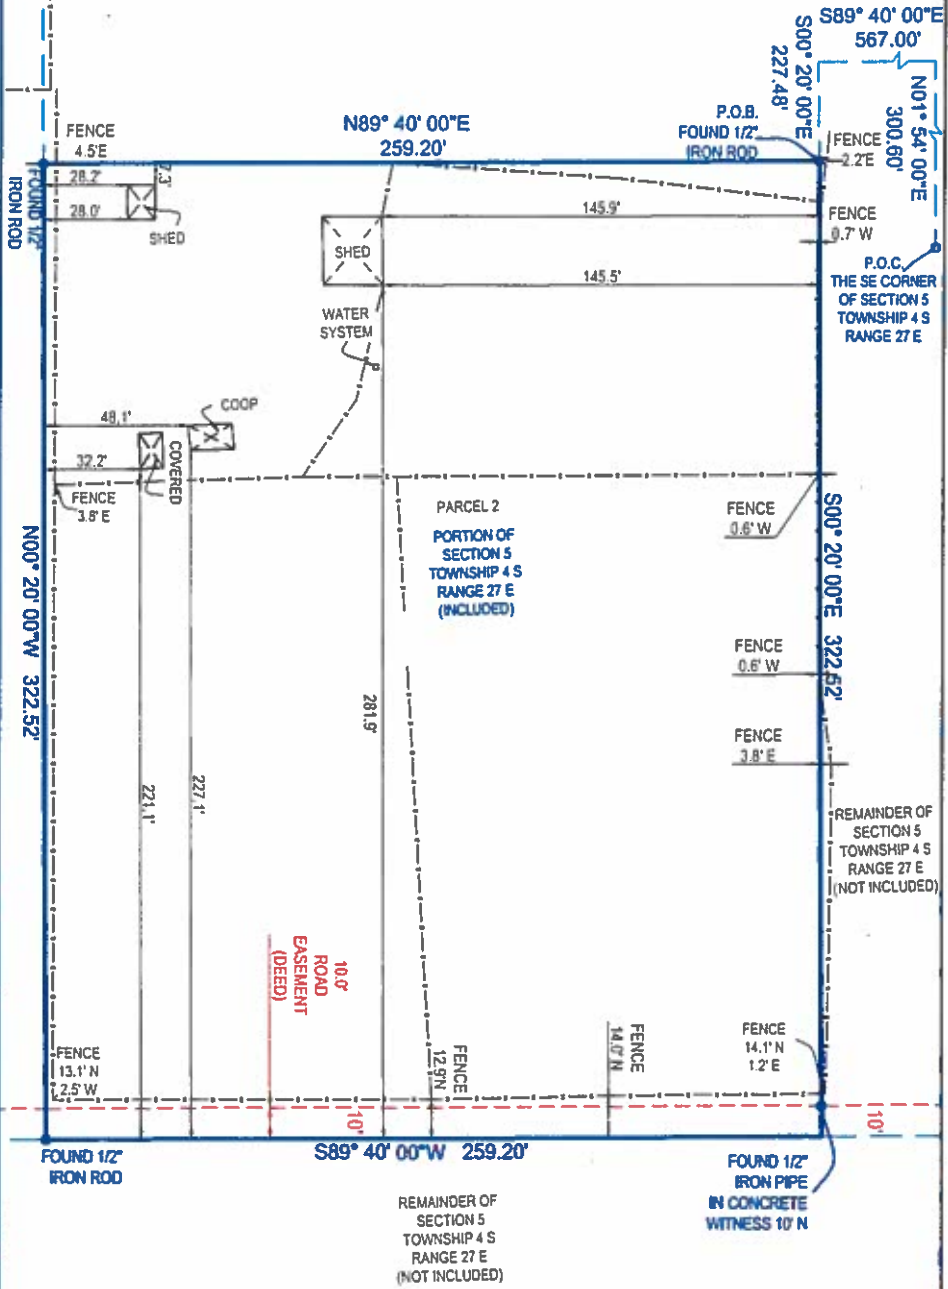 S89° 40' 00"E
567.00'
S00° 20' 00"E
227.48'
N01° 54' 00"E
300.60'
N89° 40' 00"E
259.20'
P.O.B.
FOUND 1/2"
IRON ROD
FENCE
2.2'E
FENCE
0.7' W
P.O.C.
THE SE CORNER
OF SECTION 5
TOWNSHIP 4 S
RANGE 27 E
FENCE
4.5'E
28.2'
7.3'
28.0'
SHED
FOUND 1/2"
IRON ROD
145.9'
SHED
145.5'
WATER
SYSTEM
48.1'
COOP
32.2'
COVERED
FENCE
3.8' E
PARCEL 2
PORTION OF
SECTION 5
TOWNSHIP 4 S
RANGE 27 E
(INCLUDED)
FENCE
0.6' W
S00° 20' 00"E 322.52'
N00° 20' 00"W 322.52'
FENCE
0.6' W
FENCE
3.8' E
281.9'
227.1'
221.1'
REMAINDER OF
SECTION 5
TOWNSHIP 4 S
RANGE 27 E
(NOT INCLUDED)
10.0'
ROAD
EASEMENT
(DEED)
FENCE
13.1' N
2.5' W
FENCE
12.9'N
FENCE
14.0' N
FENCE
14.1' N
1.2' E
10'
10'
FOUND 1/2"
IRON ROD
S89° 40' 00"W 259.20'
FOUND 1/2"
IRON PIPE
IN CONCRETE
WITNESS 10' N
REMAINDER OF
SECTION 5
TOWNSHIP 4 S
RANGE 27 E
(NOT INCLUDED)